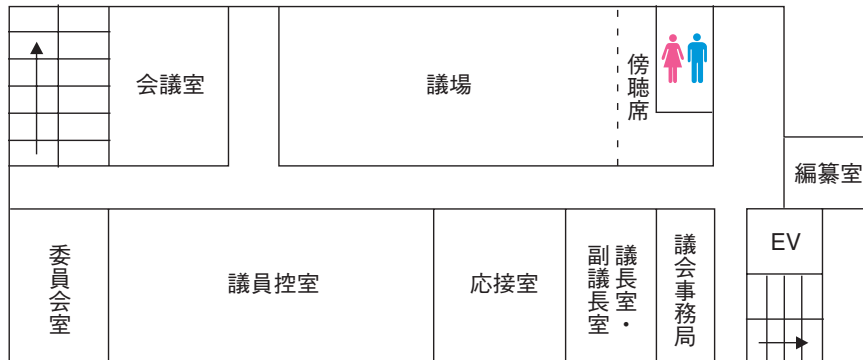 会議室
議場
傍聴席
編纂室
委員会室
議員控室
応接室
議長室・
副議長室
議会事務局
EV